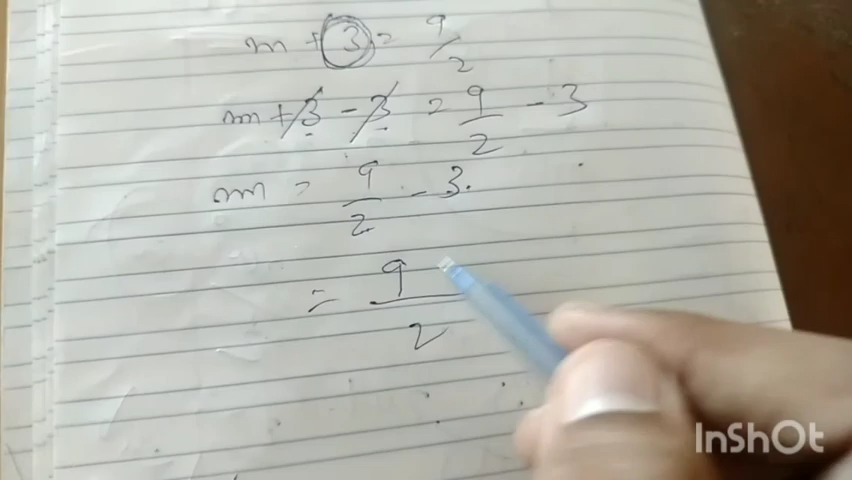 m + 3 = 9/2
m + 3 - 3 = 9/2 - 3
m = 9/2 - 3.
= 9/2
InShOt